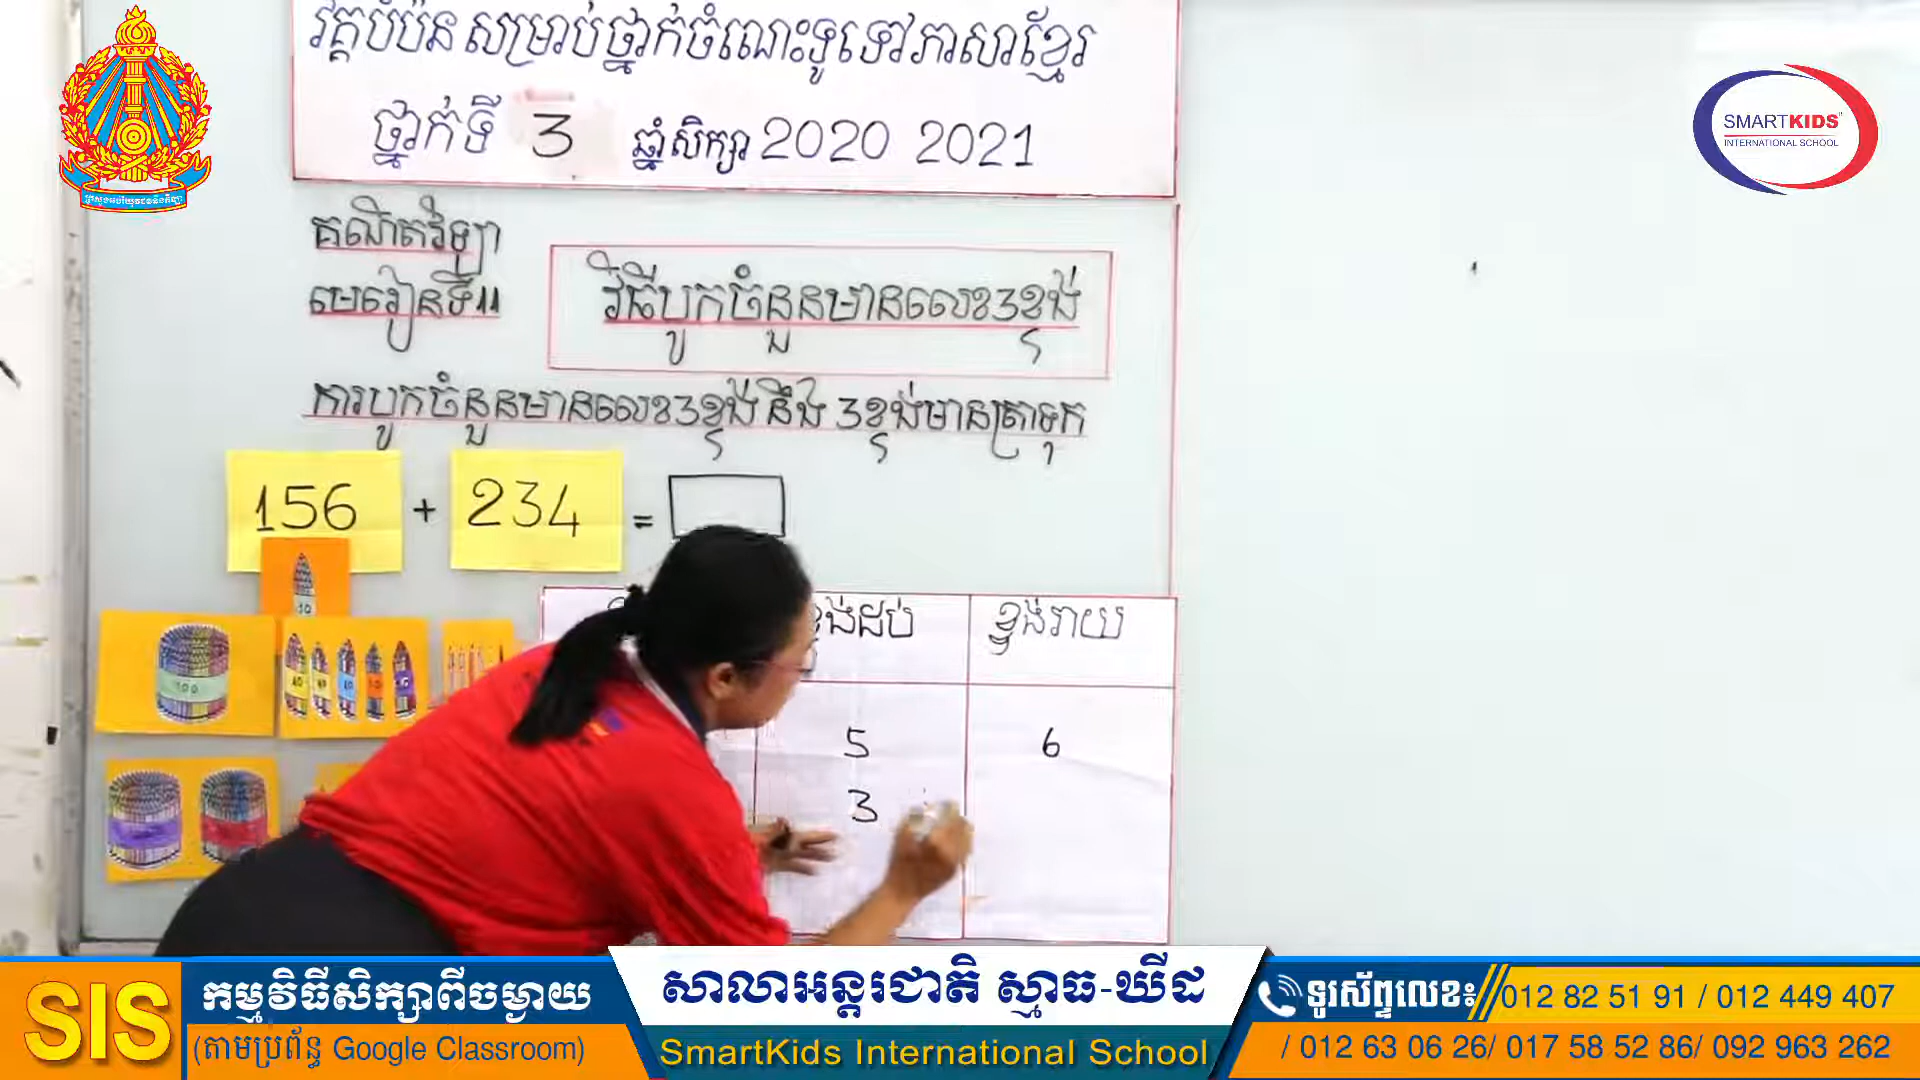 វគ្គបំប៉ន សម្រាប់ថ្នាក់ចំណេះទូទៅភាសាខ្មែរ
ថ្នាក់ទី 3 ឆ្នាំសិក្សា 2020 2021
SMARTKIDS
INTERNATIONAL SCHOOL
គណិតវិទ្យា
មេរៀនទី11
វិធីបូកចំនួនមានលេខ3ខ្ទង់
ការបូកចំនួនមានលេខ3ខ្ទង់ នឹង 3ខ្ទង់មានត្រាទុក
156 + 234 =
10
100
10 10 10
ខ្ទង់ដប់ ខ្ទង់រាយ
5 6
3
SIS
កម្មវិធីសិក្សាពីចម្ងាយ
(តាមប្រព័ន្ធ Google Classroom)
សាលាអន្តរជាតិ ស្មាធ-ឃីដ
SmartKids International School
ទូរស័ព្ទលេខ៖ 012 82 51 91 / 012 449 407
/ 012 63 06 26/ 017 58 52 86/ 092 963 262